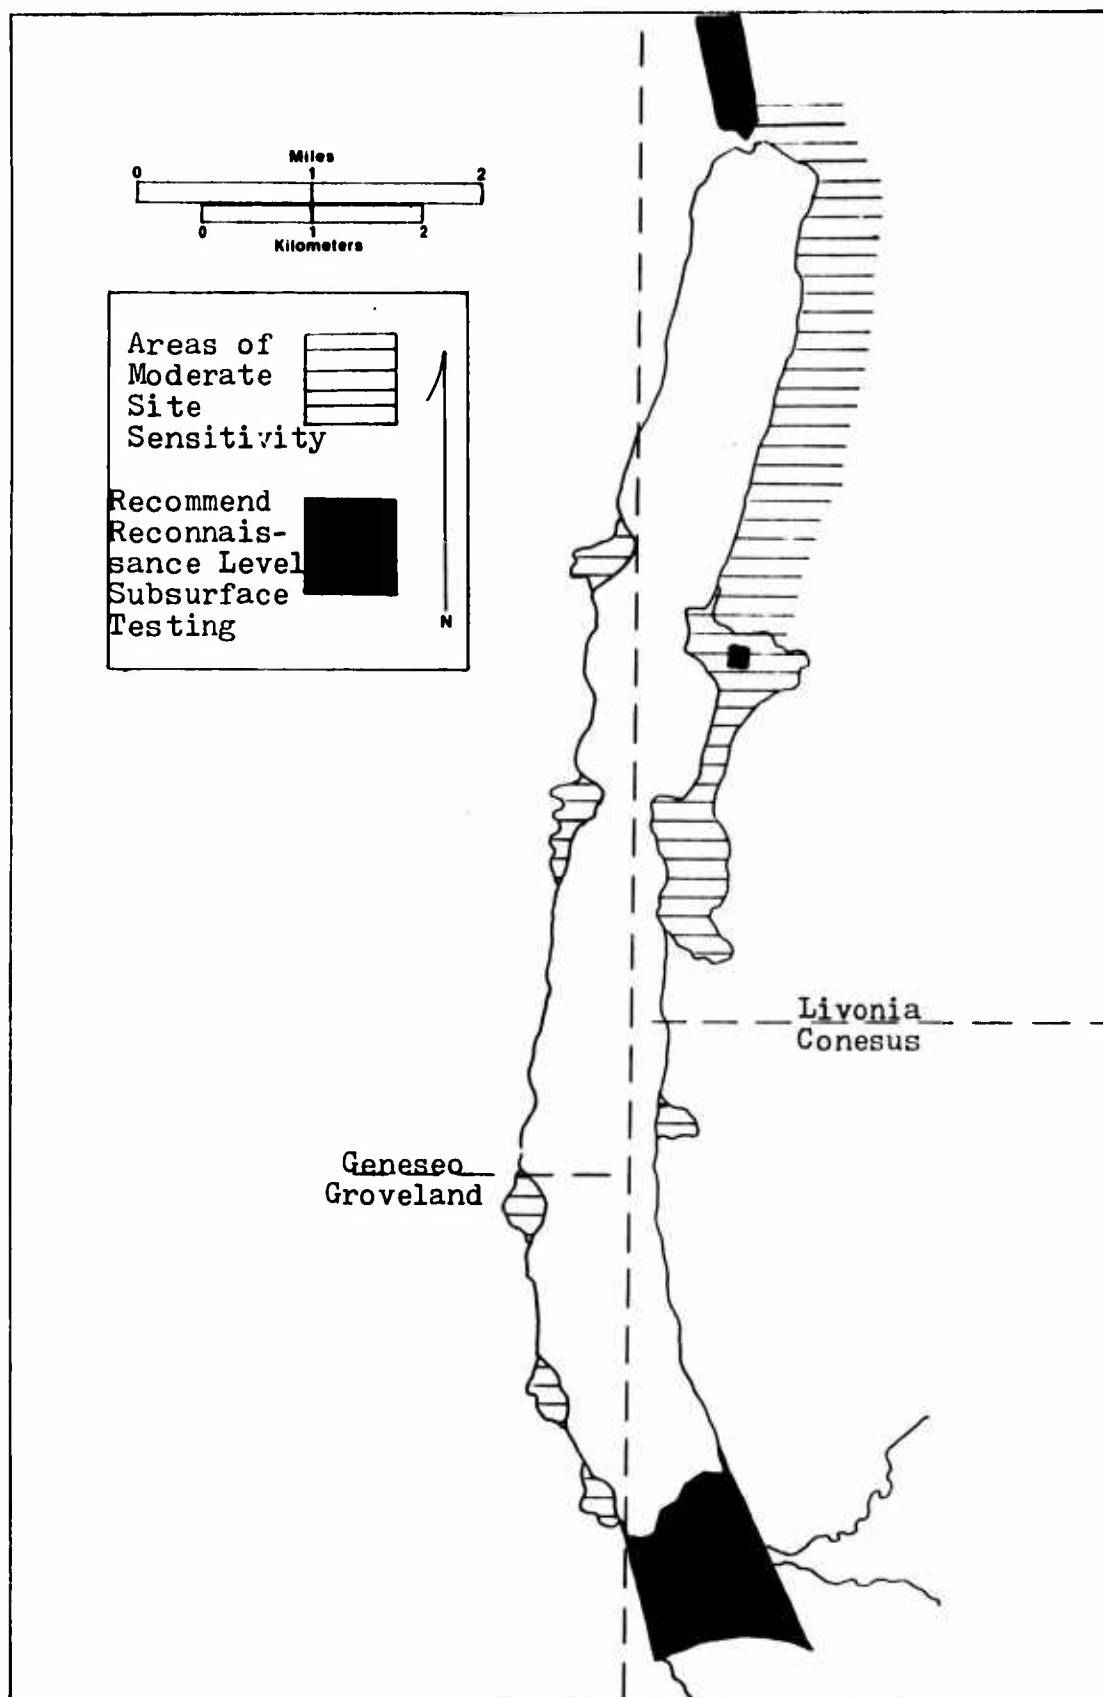 Miles
0 1 2
0 1 2
Kilometers
Areas of
Moderate
Site
Sensitivity
Recommend
Reconnais-
sance Level
Subsurface
Testing
N
Livonia
Conesus
Geneseo
Groveland